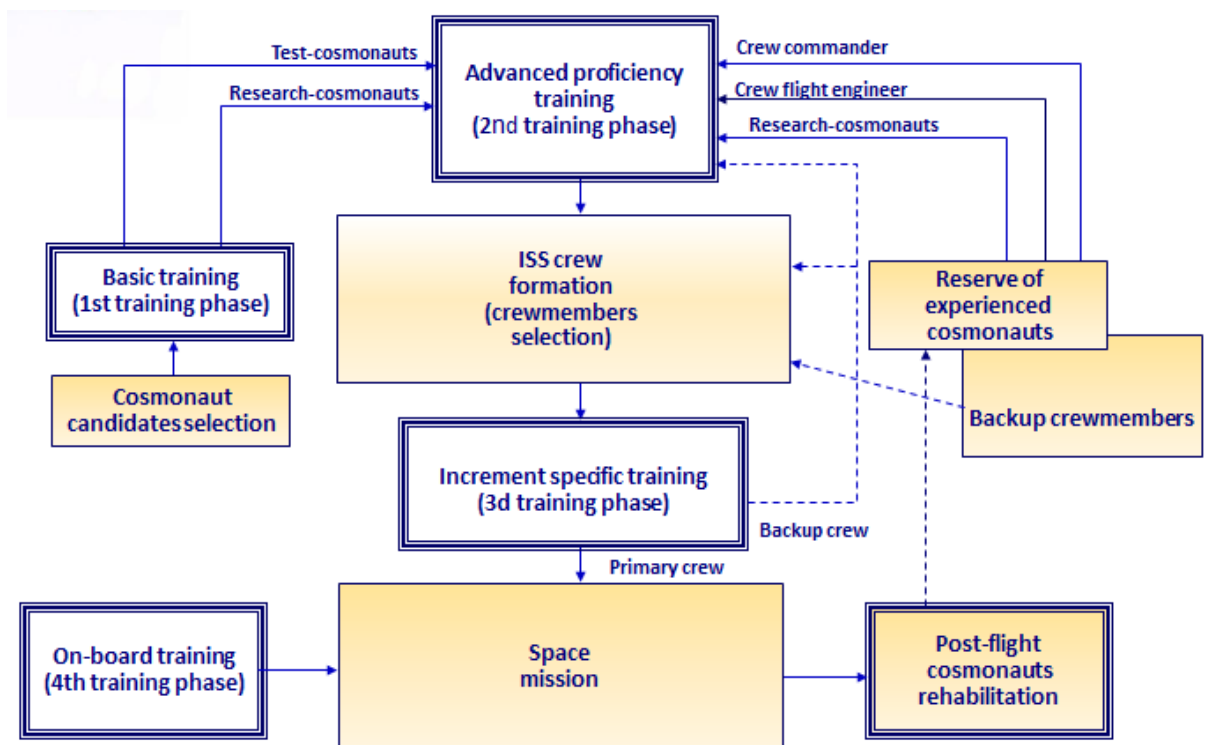 Test-cosmonauts
Research-cosmonauts
Advanced proficiency
training
(2nd training phase)
Crew commander
Crew flight engineer
Research-cosmonauts
Basic training
(1st training phase)
ISS crew
formation
(crewmembers
selection)
Reserve of
experienced
cosmonauts
Cosmonaut
candidates selection
Backup crewmembers
Increment specific training
(3d training phase)
Backup crew
Primary crew
On-board training
(4th training phase)
Space
mission
Post-flight
cosmonauts
rehabilitation